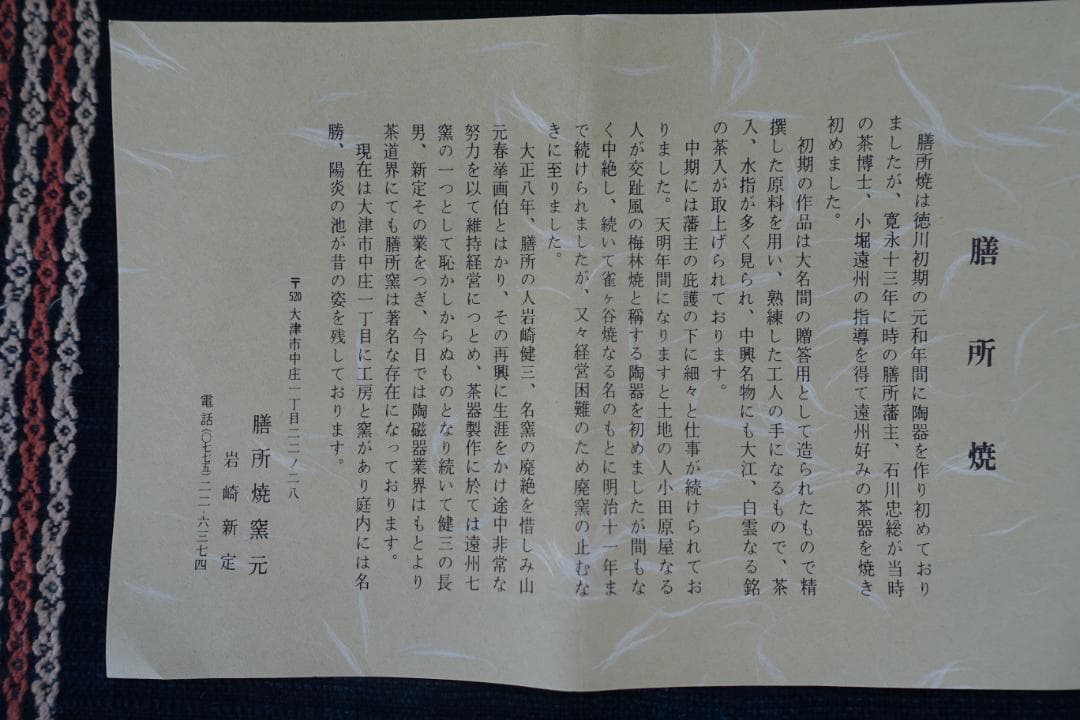 膳所焼
膳所焼は徳川初期の元和年間に陶器を作り初めており
ましたが、寛永十三年に時の膳所藩主、石川忠総が当時
の茶博士、小堀遠州の指導を得て遠州好みの茶器を焼き
初めました。
初期の作品は大名間の贈答用として造られたもので精
撰した原料を用い、熟練した工人の手になるもので、茶
入、水指が多く見られ、中興名物にも大江、白雲なる銘
の茶入が取上げられております。
中期には藩主の庇護の下に細々と仕事が続けられてお
りました。天明年間になりますと土地の人小田原屋なる
人が交趾風の梅林焼と称する陶器を初めましたが間もな
く中絶し、続いて雀ヶ谷焼なる名のもとに明治十一年ま
で続けられましたが、又々経営困難のため廃窯の止むな
きに至りました。
大正八年、膳所の人岩崎健三、名窯の廃絶を惜しみ山
元春挙画伯とはかり、その再興に生涯をかけ途中非常な
努力を以て維持経営につとめ、茶器製作に於ては遠州七
窯の一つとして恥かしからぬものとなり続いて健三の長
男、新定その業をつぎ、今日では陶磁器業界はもとより
茶道界にても膳所窯は著名な存在になっております。
現在は大津市中庄一丁目に工房と窯があり庭内には名
勝、陽炎の池が昔の姿を残しております。
〒520 大津市中庄一丁目二二ノ二八
膳所焼窯元
岩崎新定
電話(〇七七五)二二-六三七四